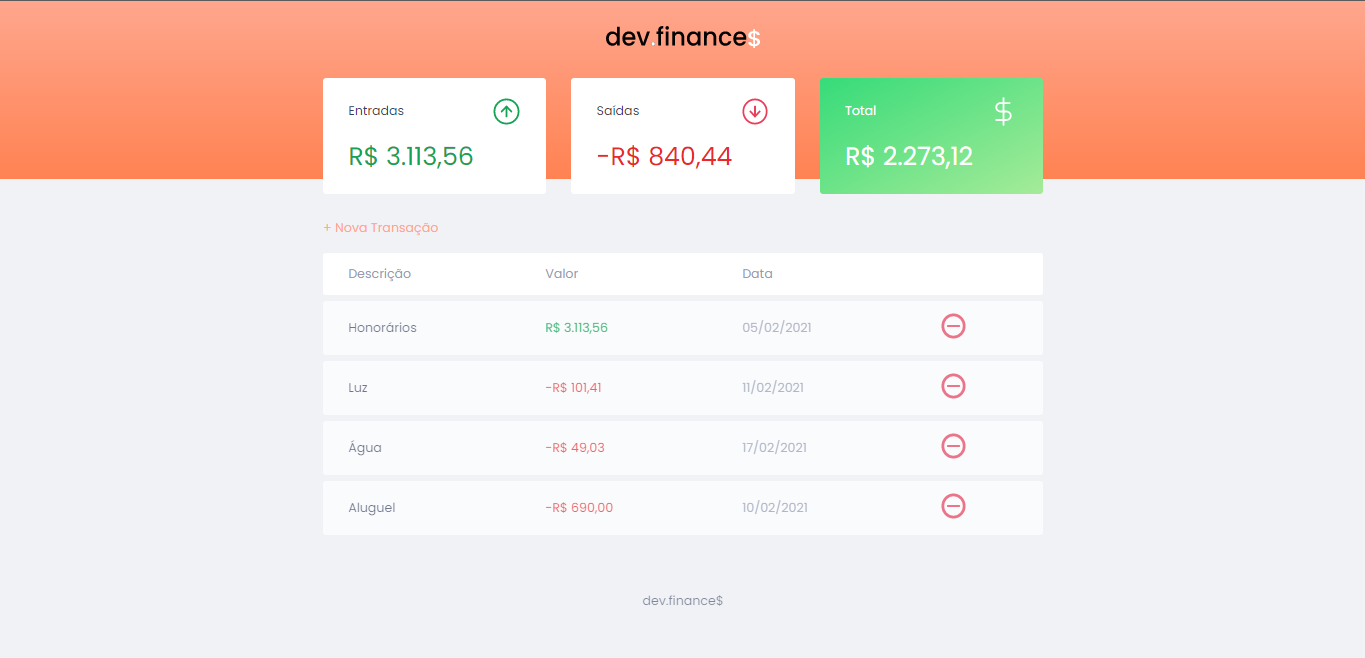 dev.finance$
Entradas
R$ 3.113,56
Saídas
-R$ 840,44
Total
$
R$ 2.273,12
+ Nova Transação
Descrição Valor Data
Honorários R$ 3.113,56 05/02/2021
Luz -R$ 101,41 11/02/2021
Água -R$ 49,03 17/02/2021
Aluguel -R$ 690,00 10/02/2021
dev.finance$